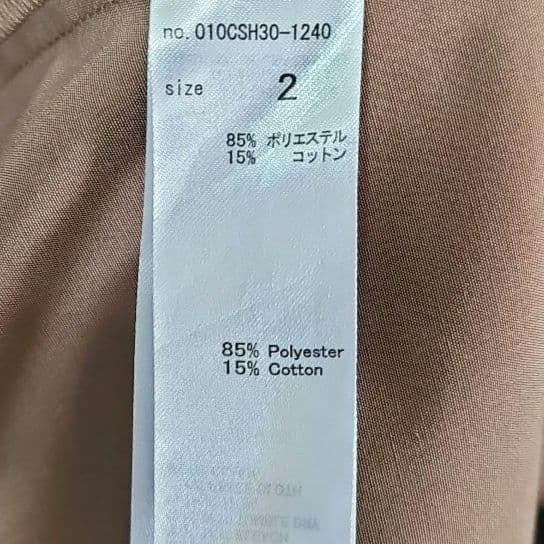 no. 010CSH30-1240
size 2
85% ポリエステル
15% コットン
85% Polyester
15% Cotton